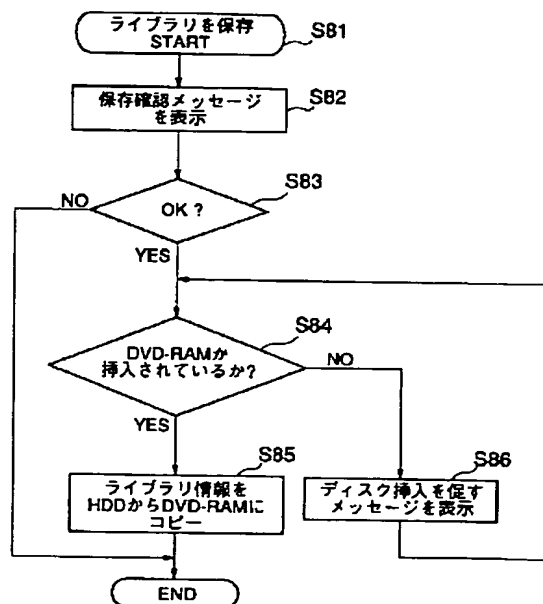 ライブラリを保存
START
S81
保存確認メッセージ
を表示
S82
S83
OK ?
NO
YES
S84
DVD-RAMが
挿入されているか?
NO
YES
S85
ライブラリ情報を
HDDからDVD-RAMに
コピー
S86
ディスク挿入を促す
メッセージを表示
END